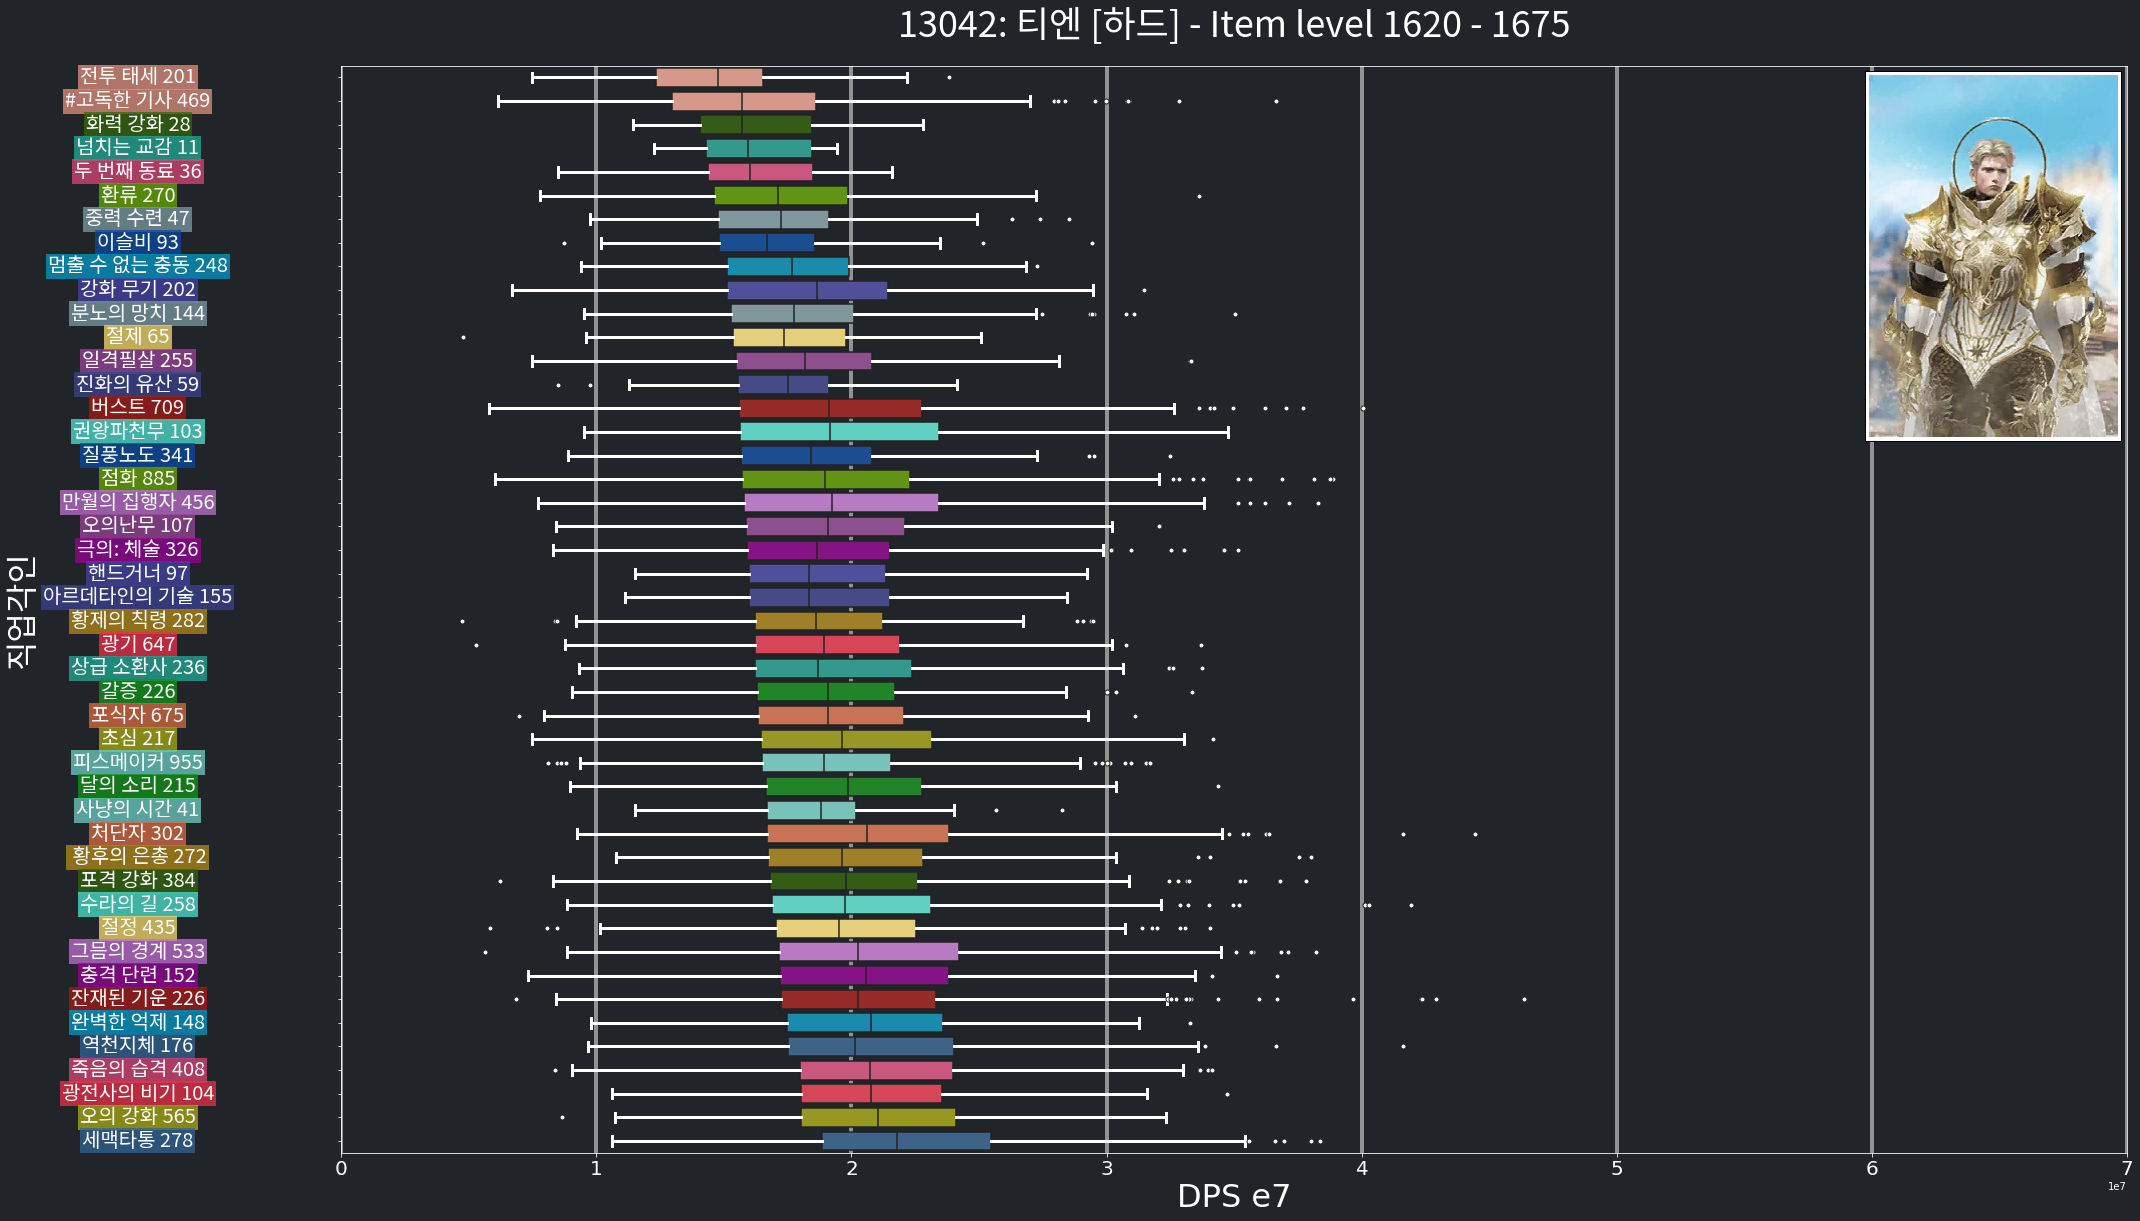 13042: 티엔 [하드] - Item level 1620 - 1675
전투 태세 201
#고독한 기사 469
화력 강화 28
넘치는 교감 11
두 번째 동료 36
환류 270
중력 수련 47
이슬비 93
멈출 수 없는 충동 248
강화 무기 202
분노의 망치 144
절제 65
일격필살 255
진화의 유산 59
버스트 709
권왕파천무 103
질풍노도 341
점화 885
만월의 집행자 456
오의난무 107
극의: 체술 326
핸드거너 97
아르데타인의 기술 155
황제의 칙령 282
광기 647
상급 소환사 236
갈증 226
포식자 675
초심 217
피스메이커 955
달의 소리 215
사냥의 시간 41
처단자 302
황후의 은총 272
포격 강화 384
수라의 길 258
절정 435
그믐의 경계 533
충격 단련 152
잔재된 기운 226
완벽한 억제 148
역천지체 176
죽음의 습격 408
광전사의 비기 104
오의 강화 565
세맥타통 278
직업각인
0 1 2 3 4 5 6 7
1e7
DPS e7